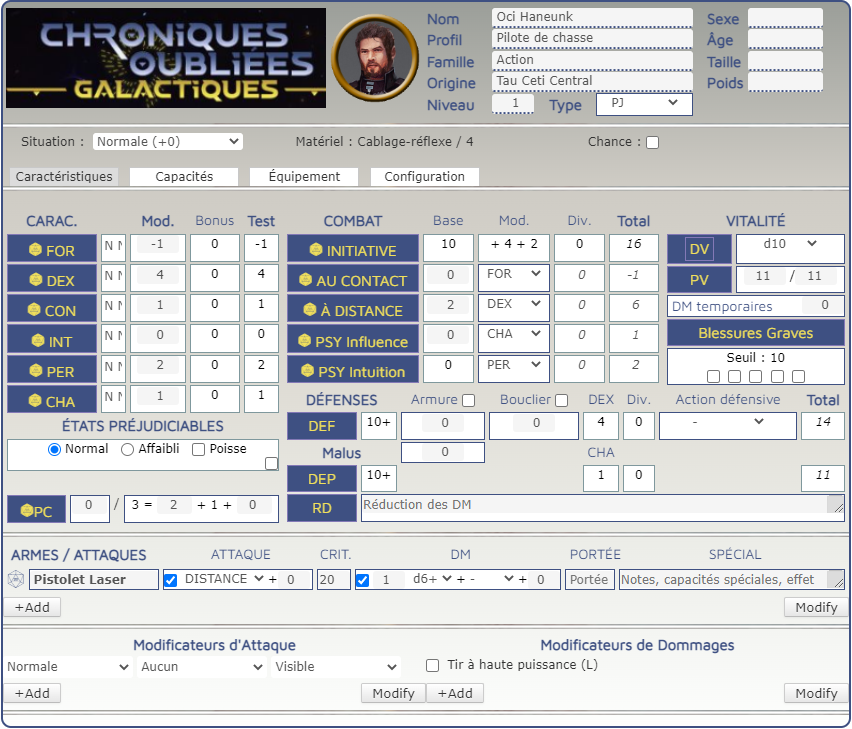 CHRONIQUES
OUBLIÉES
GALACTIQUES
Nom Oci Haneunk Sexe
Profil Pilote de chasse Âge
Famille Action Taille
Origine Tau Ceti Central Poids
Niveau 1 Type PJ
Situation : Normale (+0) Matériel : Cablage-réflexe / 4 Chance :
Caractéristiques Capacités Équipement Configuration
CARAC. Mod. Bonus Test COMBAT Base Mod. Div. Total VITALITÉ
FOR N N -1 0 -1 INITIATIVE 10 + 4 + 2 0 16 DV d10
DEX N N 4 0 4 AU CONTACT 0 FOR 0 -1 PV 11 / 11
CON N N 1 0 1 À DISTANCE 2 DEX 0 6 DM temporaires 0
INT N N 0 0 0 PSY Influence 0 CHA 0 1 Blessures Graves
PER N N 2 0 2 PSY Intuition 0 PER 0 2 Seuil : 10
CHA N N 1 0 1 DÉFENSES Armure Bouclier DEX Div. Action défensive Total
ÉTATS PRÉJUDICIABLES DEF 10+ 0 0 4 0 - 14
Normal Affaibli Poisse Malus 0 CHA
DEP 10+ 1 0 11
PC 0 / 3 = 2 + 1 + 0 RD Réduction des DM
ARMES / ATTAQUES ATTAQUE CRIT. DM PORTÉE SPÉCIAL
Pistolet Laser DISTANCE + 0 20 1 d6+ + - + 0 Portée Notes, capacités spéciales, effet
+Add Modify
Modificateurs d'Attaque Modificateurs de Dommages
Normale Aucun Visible Tir à haute puissance (L)
+Add Modify +Add Modify